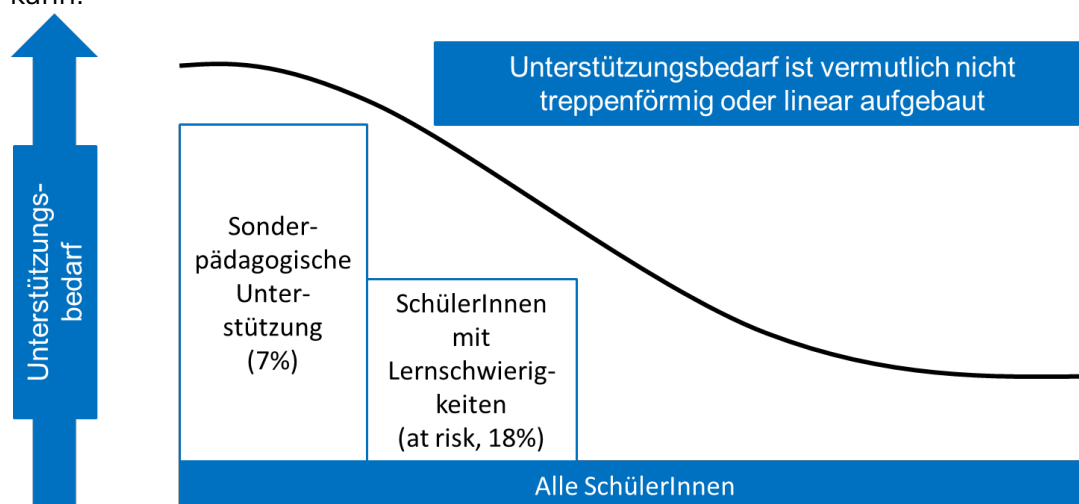 kann.
Unterstützungsbedarf ist vermutlich nicht
treppenförmig oder linear aufgebaut
Unterstützungs-
bedarf
Sonder-
pädagogische
Unter-
stützung
(7%)
SchülerInnen
mit
Lernschwierig-
keiten
(at risk, 18%)
Alle SchülerInnen